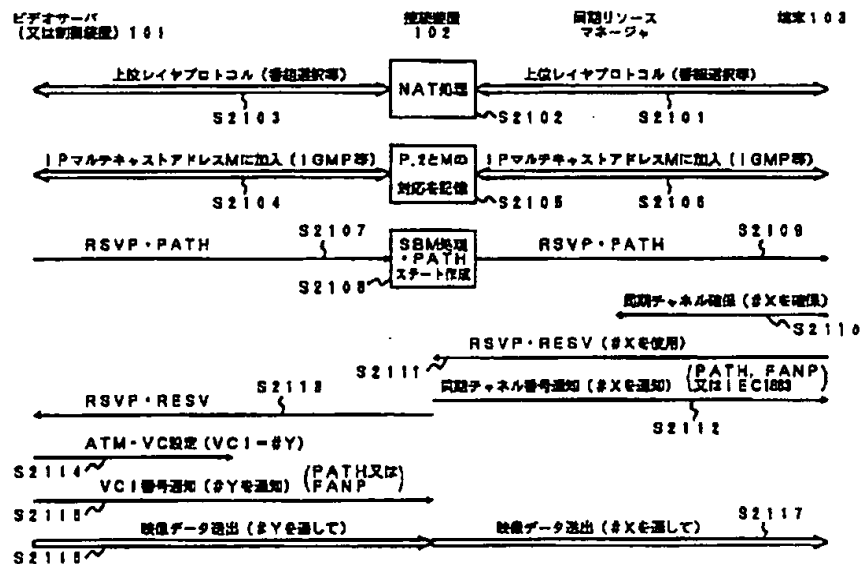 ビデオサーバ
(又は制御装置) 101
接続装置
102
同期リソース
マネージャ
端末103
上位レイヤプロトコル (番組選択等)
S2103
NAT処理
S2102
上位レイヤプロトコル (番組選択等)
S2101
IPマルチキャストアドレスMに加入 (IGMP等)
S2104
P.2とMの
対応を記憶
S2105
IPマルチキャストアドレスMに加入 (IGMP等)
S2106
RSVP・PATH
S2107
SBM処理
・PATH
ステート作成
S2108
RSVP・PATH
S2109
同期チャネル確保 (#Xを確保)
S2110
RSVP・RESV (#Xを使用)
S2111
同期チャネル番号通知 (#Xを通知)
(PATH, FANP
又はIEC1883)
S2112
RSVP・RESV
S2113
ATM・VC設定 (VCI=#Y)
S2114
VCI番号通知 (#Yを通知)
(PATH又は
FANP)
S2115
映像データ送出 (#Yを通して)
S2116
映像データ送出 (#Xを通して)
S2117